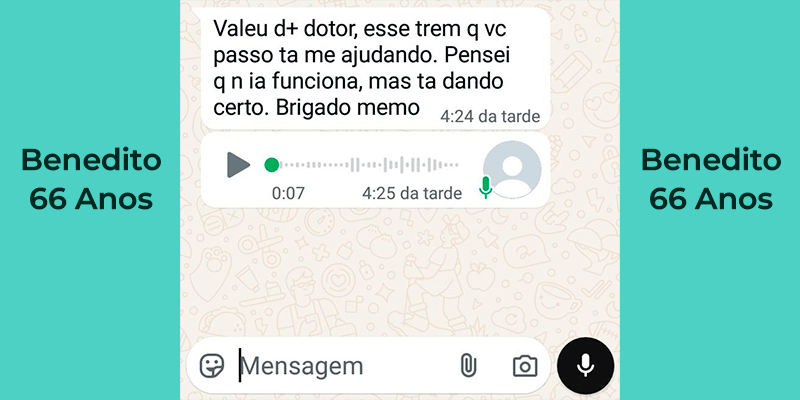 Valeu d+ dotor, esse trem q vc
passo ta me ajudando. Pensei
q n ia funciona, mas ta dando
certo. Brigado memo
4:24 da tarde
Benedito
66 Anos
0:07
4:25 da tarde
Benedito
66 Anos
Mensagem